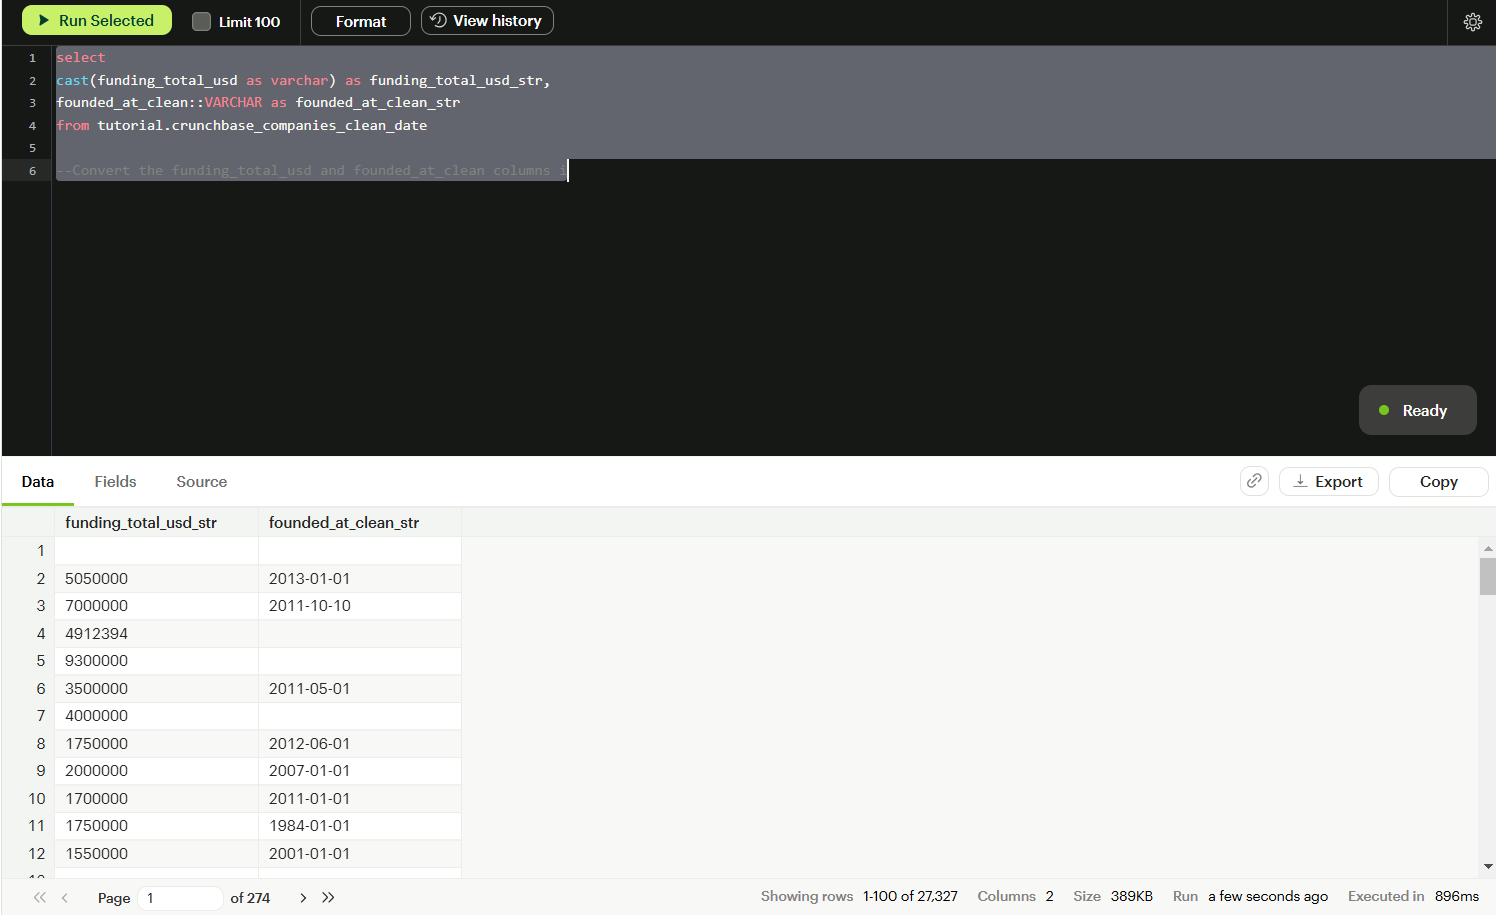 Run Selected Limit 100 Format View history
1 select
2 cast(funding_total_usd as varchar) as funding_total_usd_str,
3 founded_at_clean::VARCHAR as founded_at_clean_str
4 from tutorial.crunchbase_companies_clean_date
5
6 --Convert the funding_total_usd and founded_at_clean columns i
Ready
Data Fields Source Export Copy
funding_total_usd_str founded_at_clean_str
1
2 5050000 2013-01-01
3 7000000 2011-10-10
4 4912394
5 9300000
6 3500000 2011-05-01
7 4000000
8 1750000 2012-06-01
9 2000000 2007-01-01
10 1700000 2011-01-01
11 1750000 1984-01-01
12 1550000 2001-01-01
Page 1 of 274 Showing rows 1-100 of 27,327 Columns 2 Size 389KB Run a few seconds ago Executed in 896ms